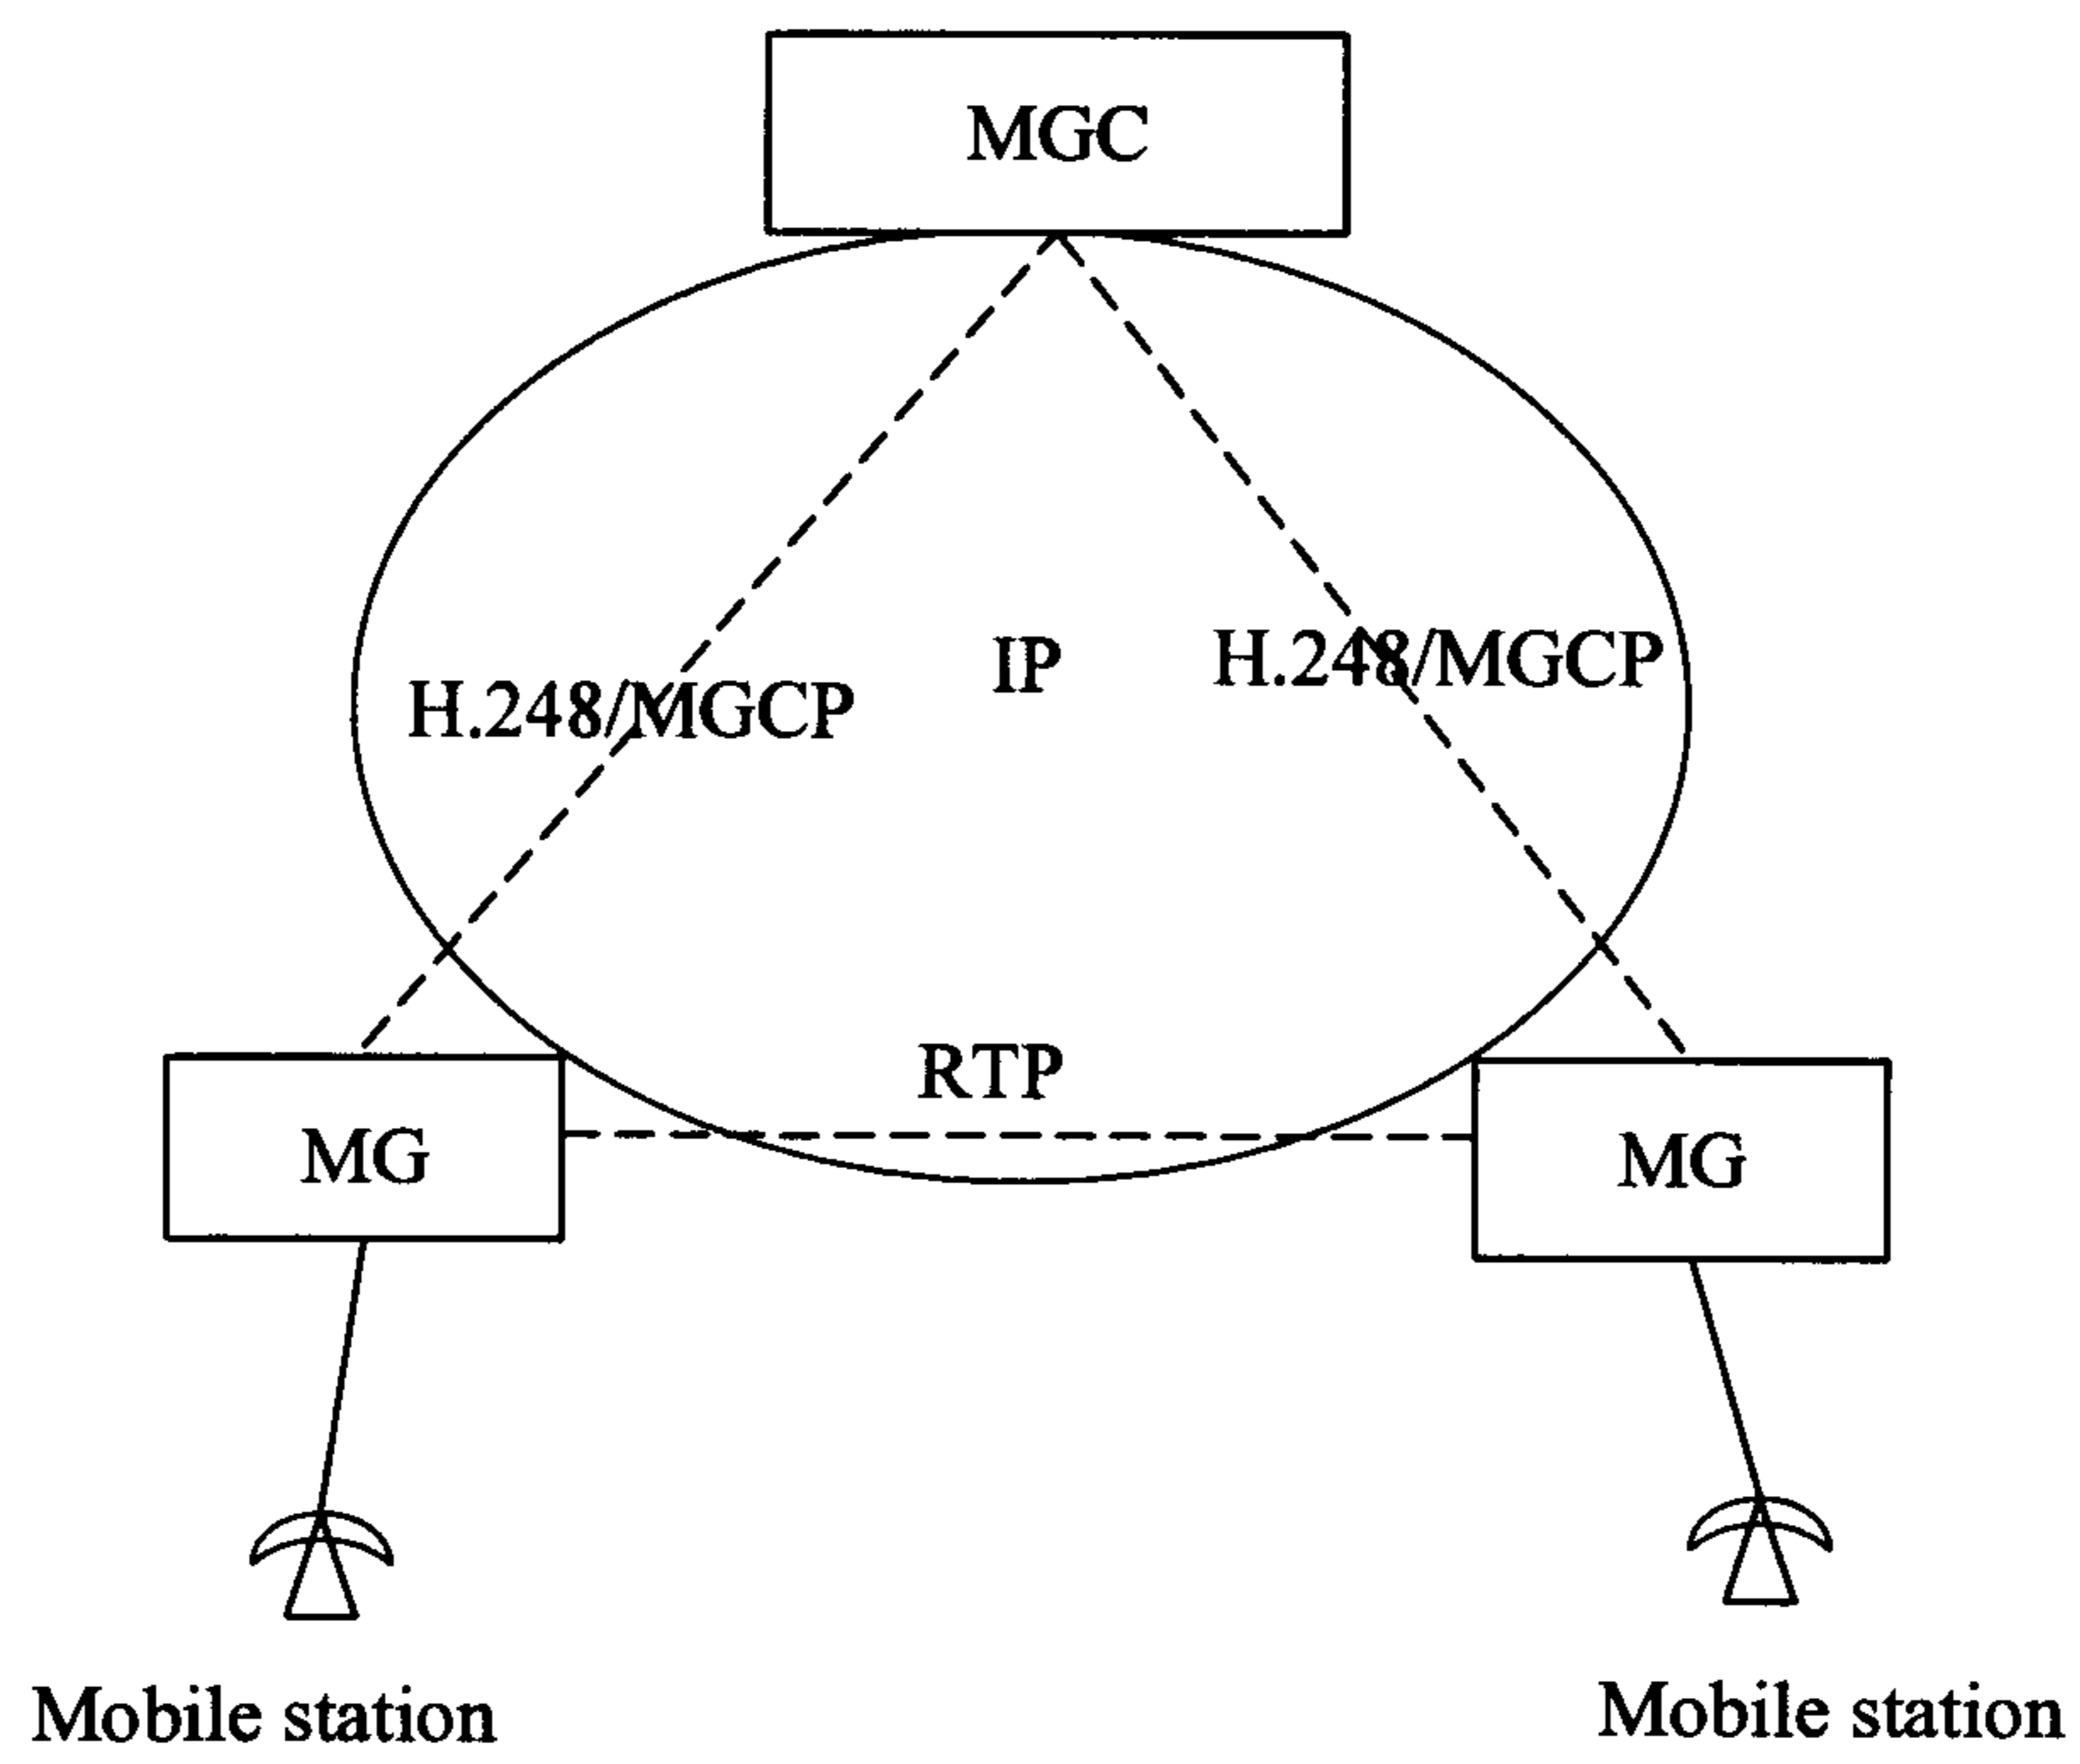 MGC
IP
H.248/MGCP
H.248/MGCP
RTP
MG
MG
Mobile station
Mobile station